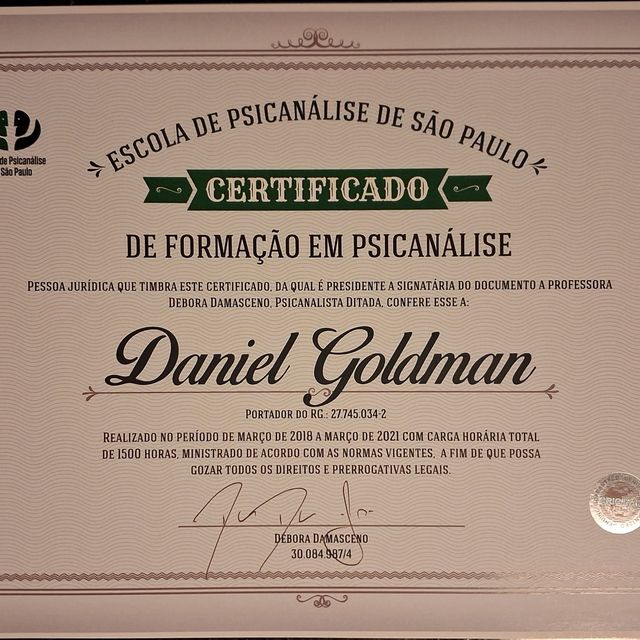 de Psicanálise
São Paulo
ESCOLA DE PSICANÁLISE DE SÃO PAULO
CERTIFICADO
DE FORMAÇÃO EM PSICANÁLISE
PESSOA JURÍDICA QUE TIMBRA ESTE CERTIFICADO, DA QUAL É PRESIDENTE A SIGNATÁRIA DO DOCUMENTO A PROFESSORA
DEBORA DAMASCENO, PSICANALISTA DITADA, CONFERE ESSE A:
Daniel Goldman
PORTADOR DO RG.: 27.745.034-2
REALIZADO NO PERÍODO DE MARÇO DE 2018 A MARÇO DE 2021 COM CARGA HORÁRIA TOTAL
DE 1500 HORAS, MINISTRADO DE ACORDO COM AS NORMAS VIGENTES, A FIM DE QUE POSSA
GOZAR TODOS OS DIREITOS E PRERROGATIVAS LEGAIS.
DÉBORA DAMASCENO
30.084.987/4